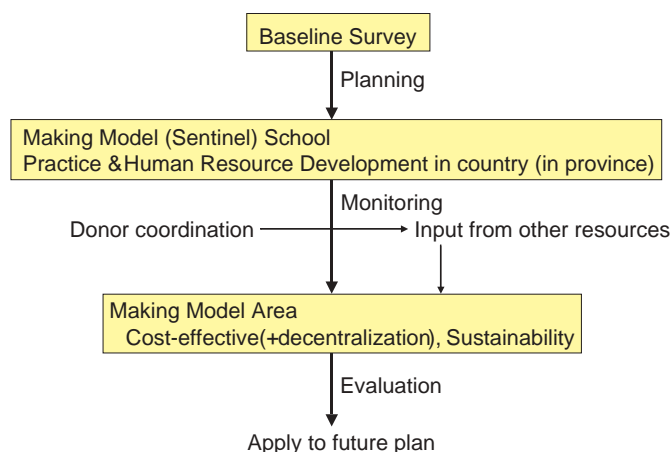 Baseline Survey
Planning
Making Model (Sentinel) School
Practice &Human Resource Development in country (in province)
Monitoring
Donor coordination
Input from other resources
Making Model Area
Cost-effective(+decentralization), Sustainability
Evaluation
Apply to future plan